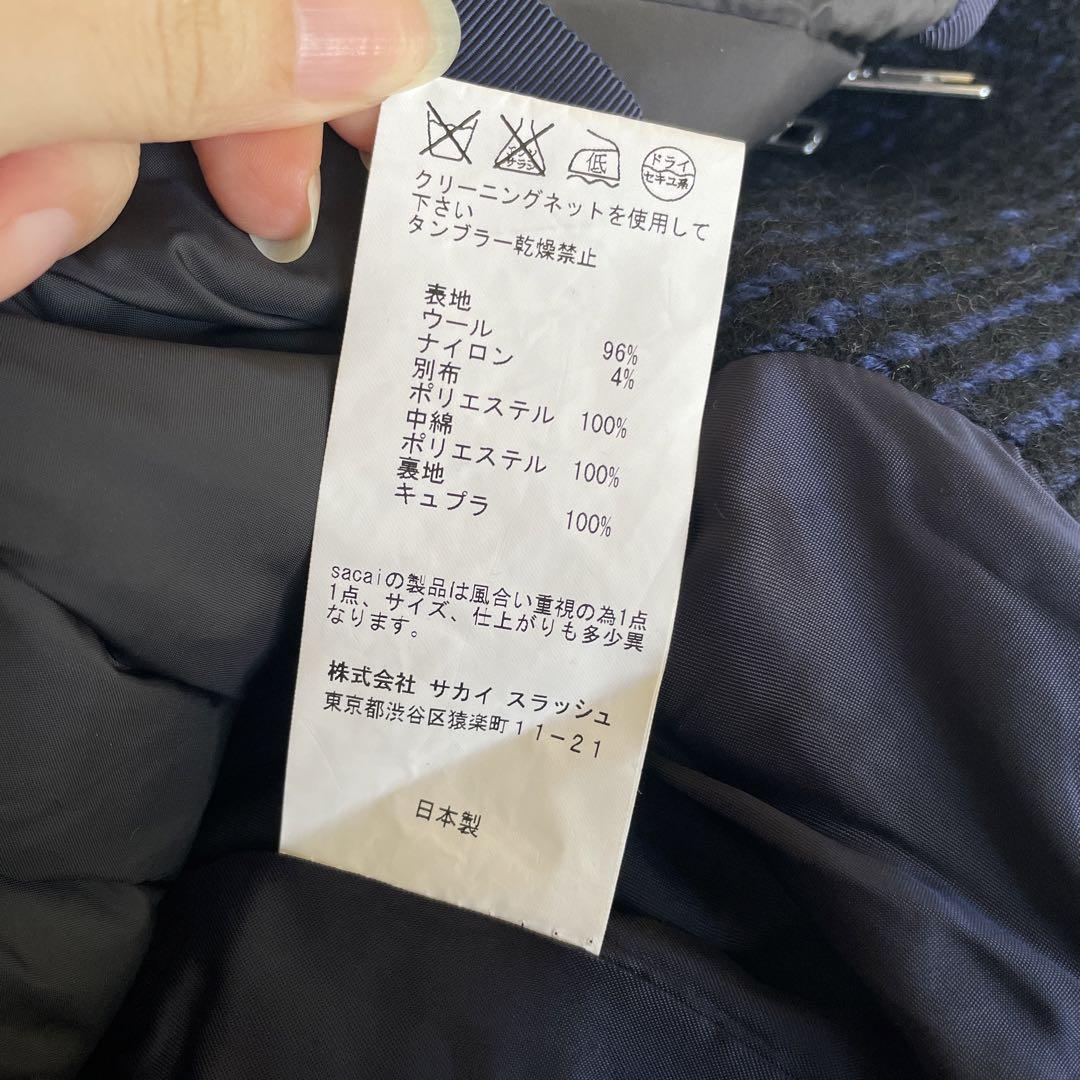 エンソ
サラシ
低
ドライ
セキユ系
クリーニングネットを使用して
下さい
タンブラー乾燥禁止
表地
ウール 96%
ナイロン 4%
別布
ポリエステル 100%
中綿
ポリエステル 100%
裏地
キュプラ 100%
sacaiの製品は風合い重視の為1点
1点、サイズ、仕上がりも多少異
なります。
株式会社 サカイ スラッシュ
東京都渋谷区猿楽町11-21
日本製